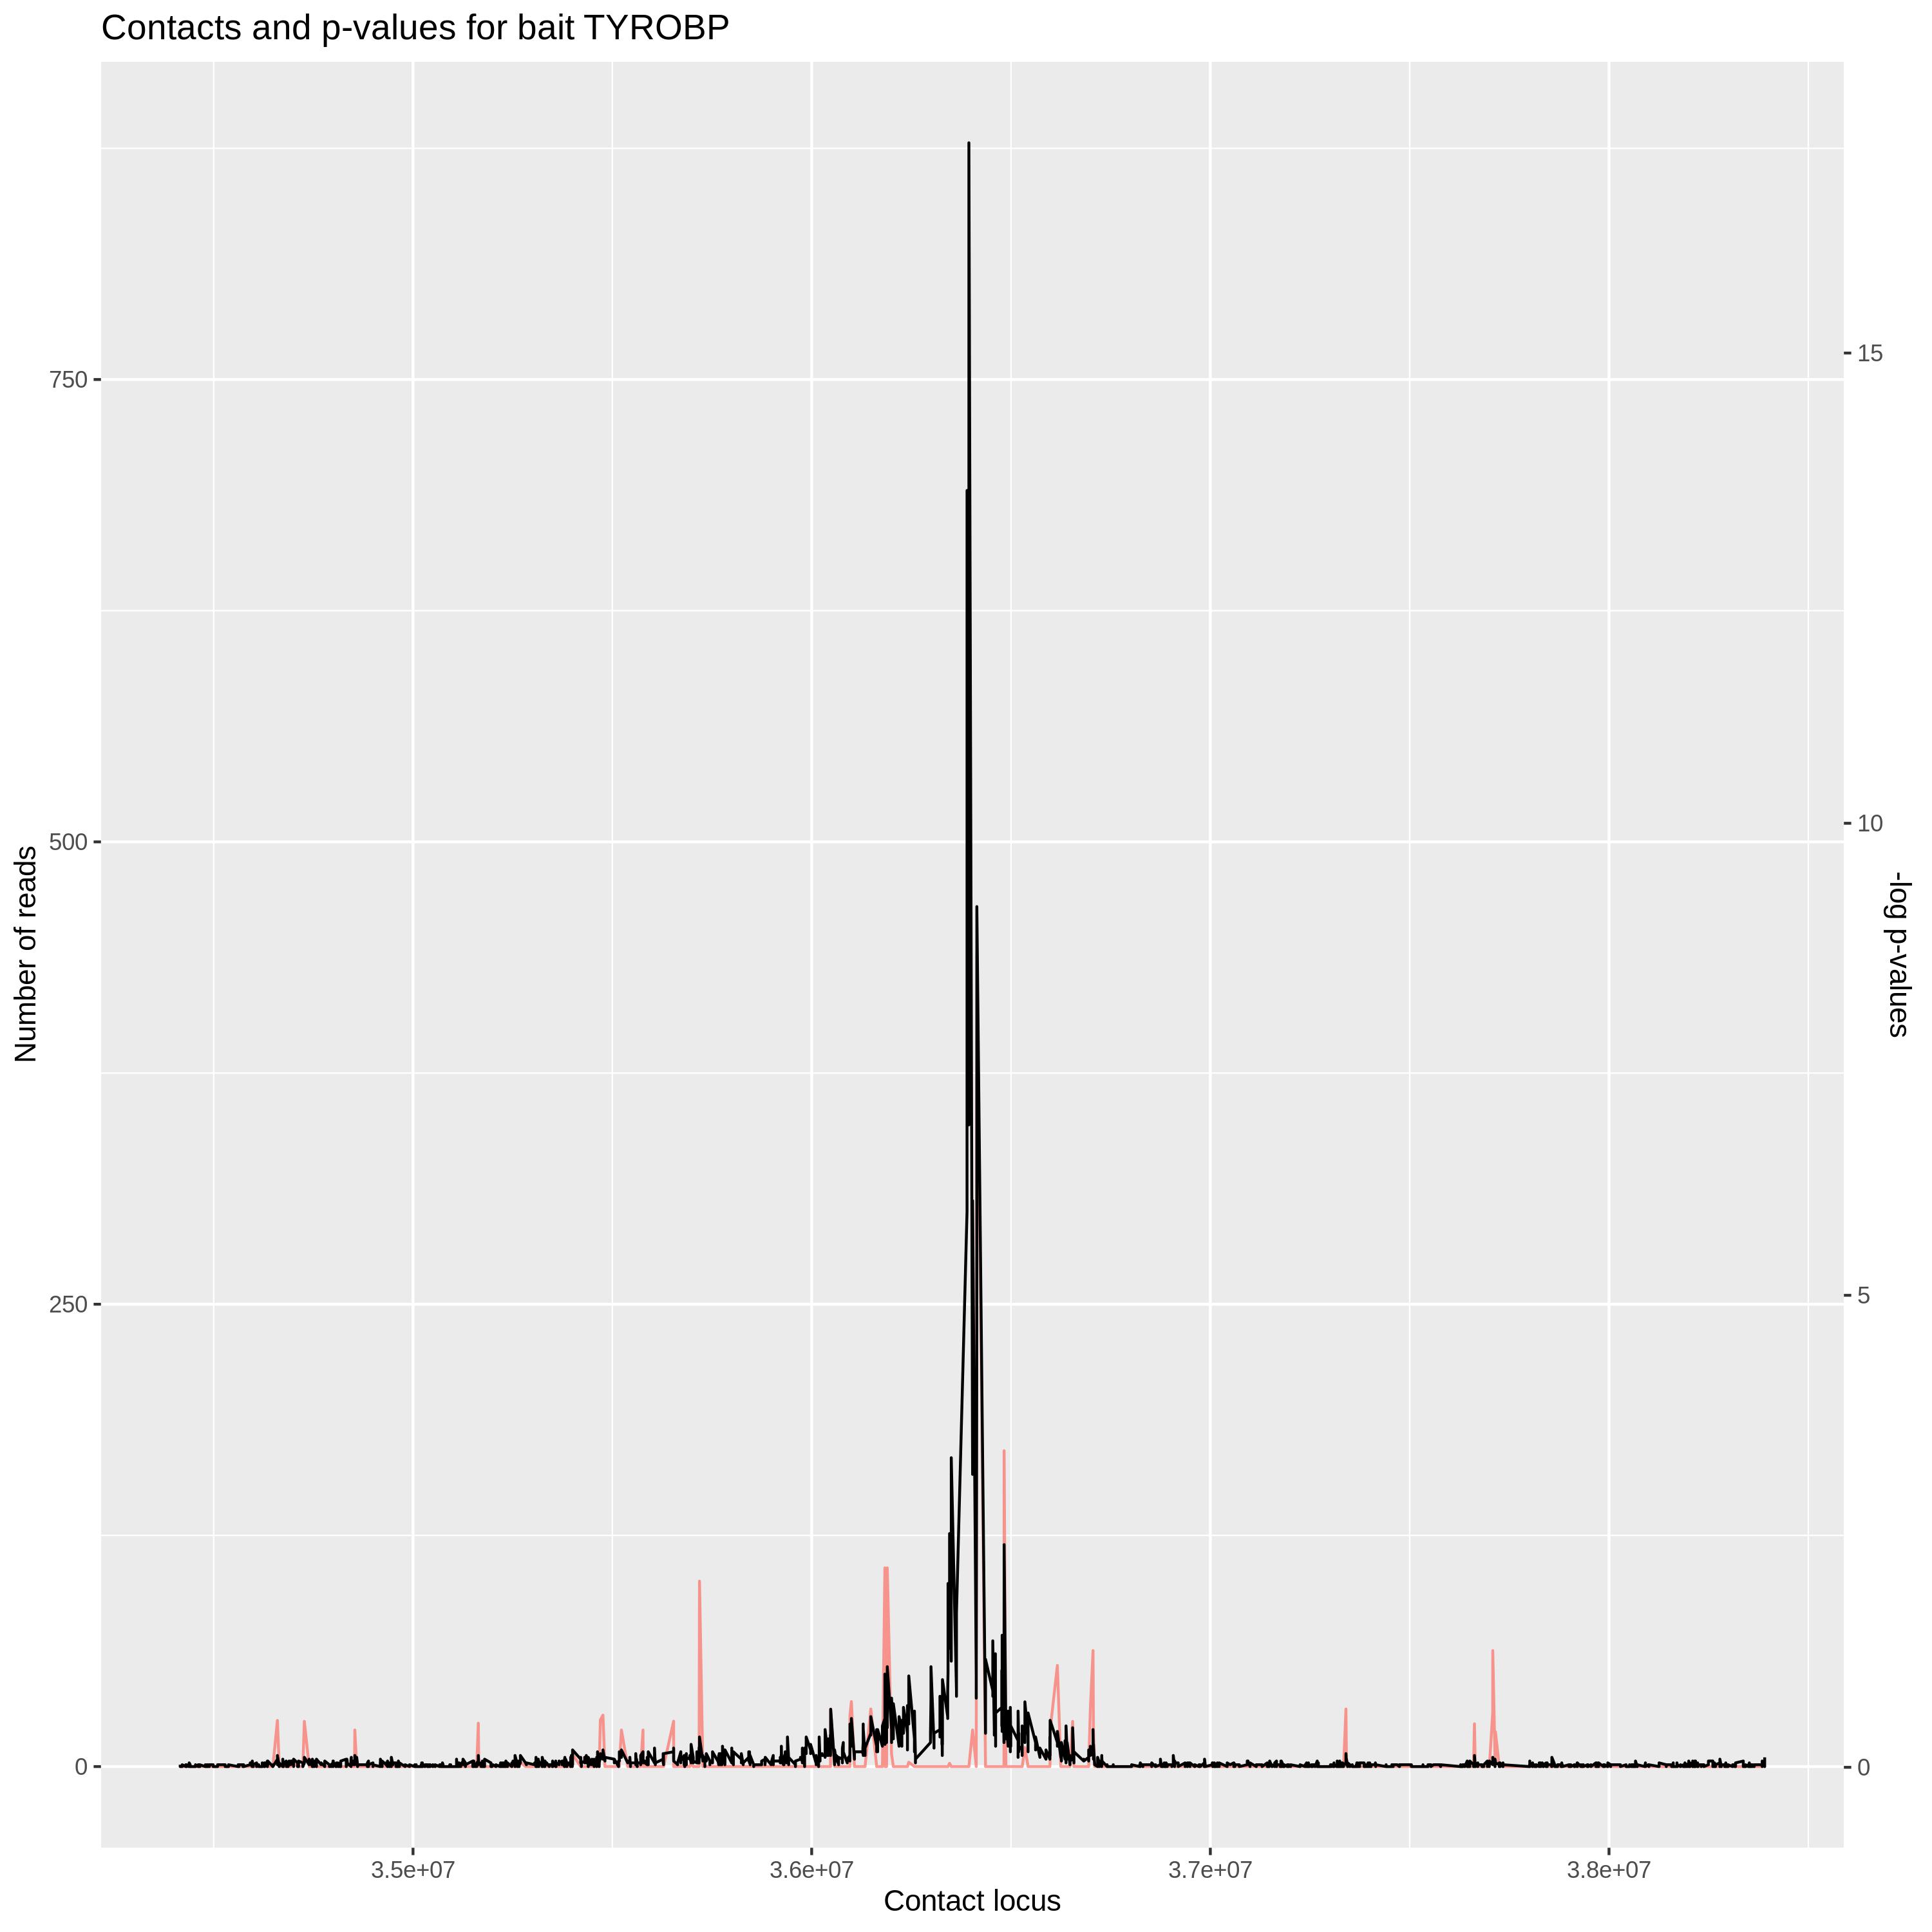 Contacts and p-values for bait TYROBP
Number of reads
750
500
250
0
15
10
5
0
-log p-values
3.5e+07
3.6e+07
3.7e+07
3.8e+07
Contact locus